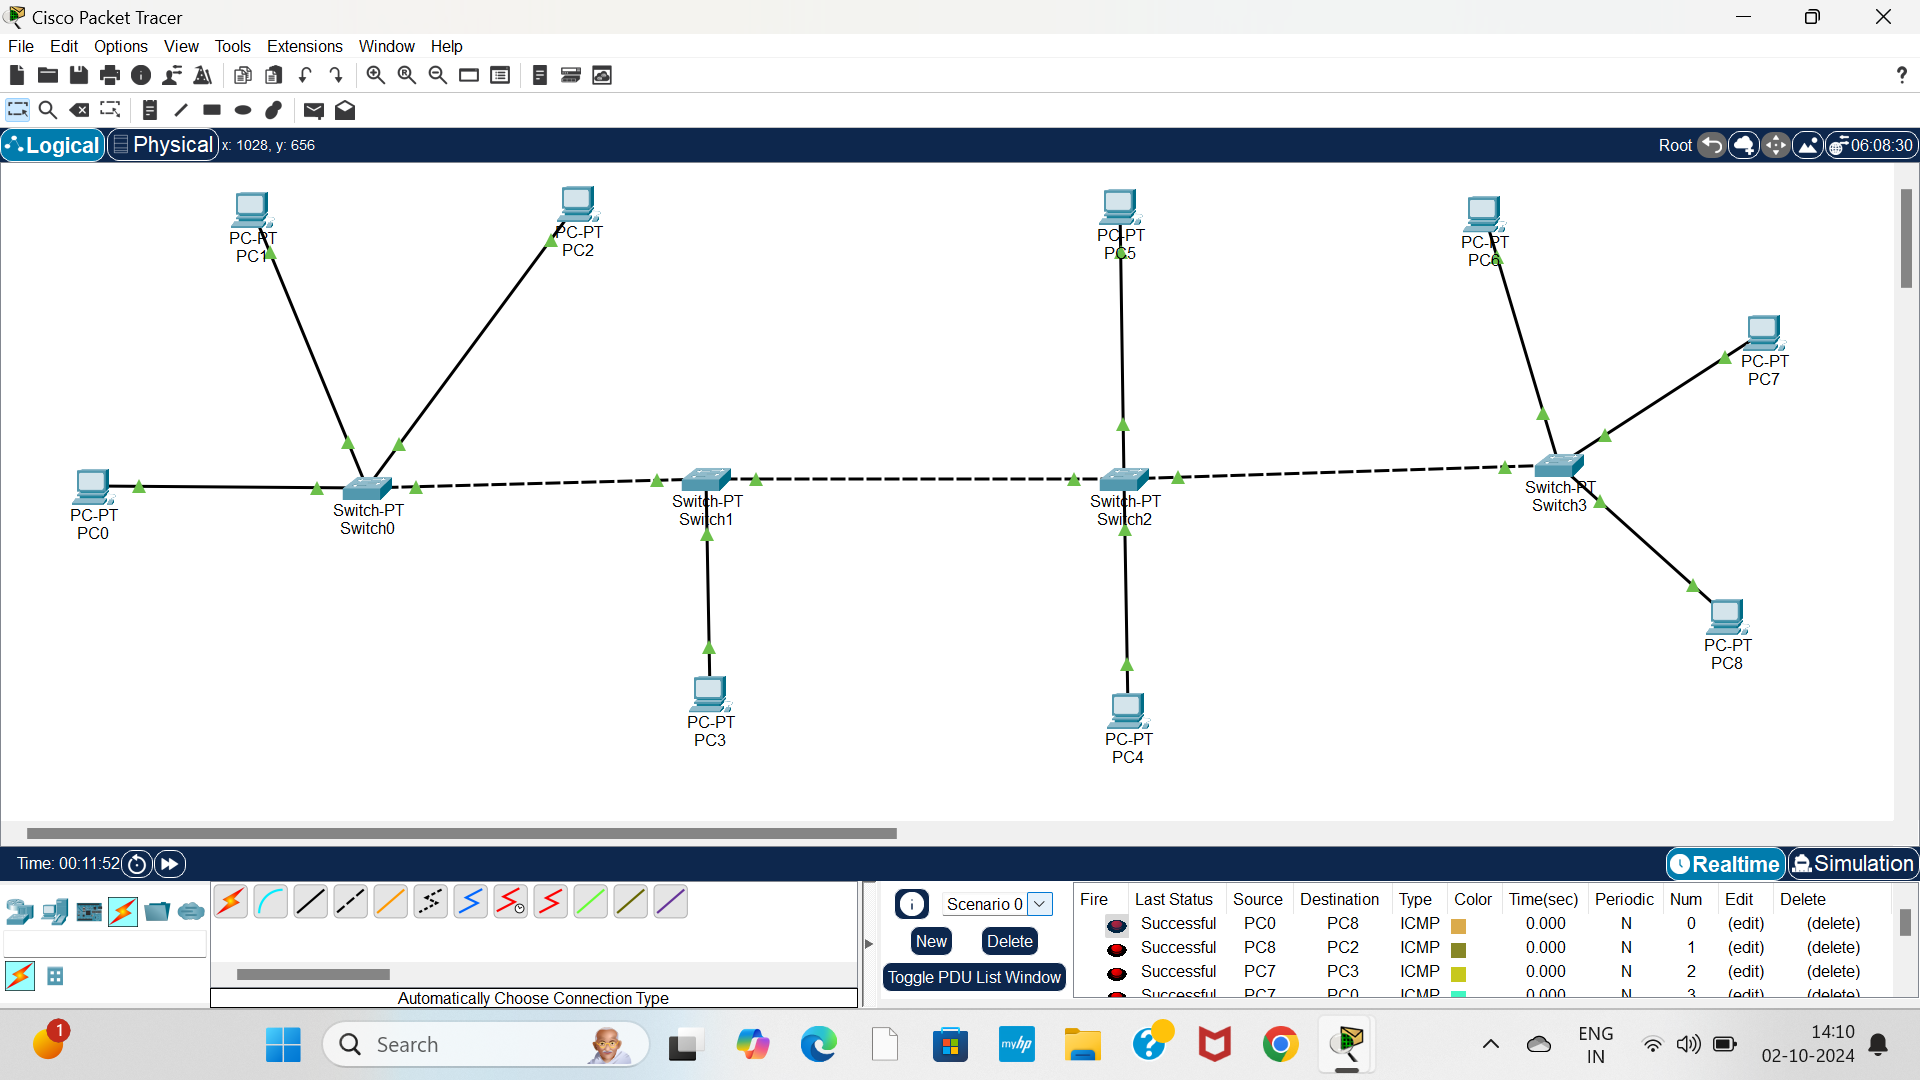 Cisco Packet Tracer
File Edit Options View Tools Extensions Window Help
Logical Physical x: 1028, y: 656 Root 06:08:30
PC-PT
PC1
PC-PT
PC2
PC-PT
PC5
PC-PT
PC6
PC-PT
PC7
PC-PT
PC0
Switch-PT
Switch0
Switch-PT
Switch1
Switch-PT
Switch2
Switch-PT
Switch3
PC-PT
PC3
PC-PT
PC4
PC-PT
PC8
Time: 00:11:52 Realtime Simulation
Scenario 0
New Delete
Toggle PDU List Window
Automatically Choose Connection Type
Fire Last Status Source Destination Type Color Time(sec) Periodic Num Edit Delete
Successful PC0 PC8 ICMP 0.000 N 0 (edit) (delete)
Successful PC8 PC2 ICMP 0.000 N 1 (edit) (delete)
Successful PC7 PC3 ICMP 0.000 N 2 (edit) (delete)
Successful PC7 PC0 ICMP 0.000 N 3 (edit) (delete)
1
Search
myhp
ENG
IN
14:10
02-10-2024